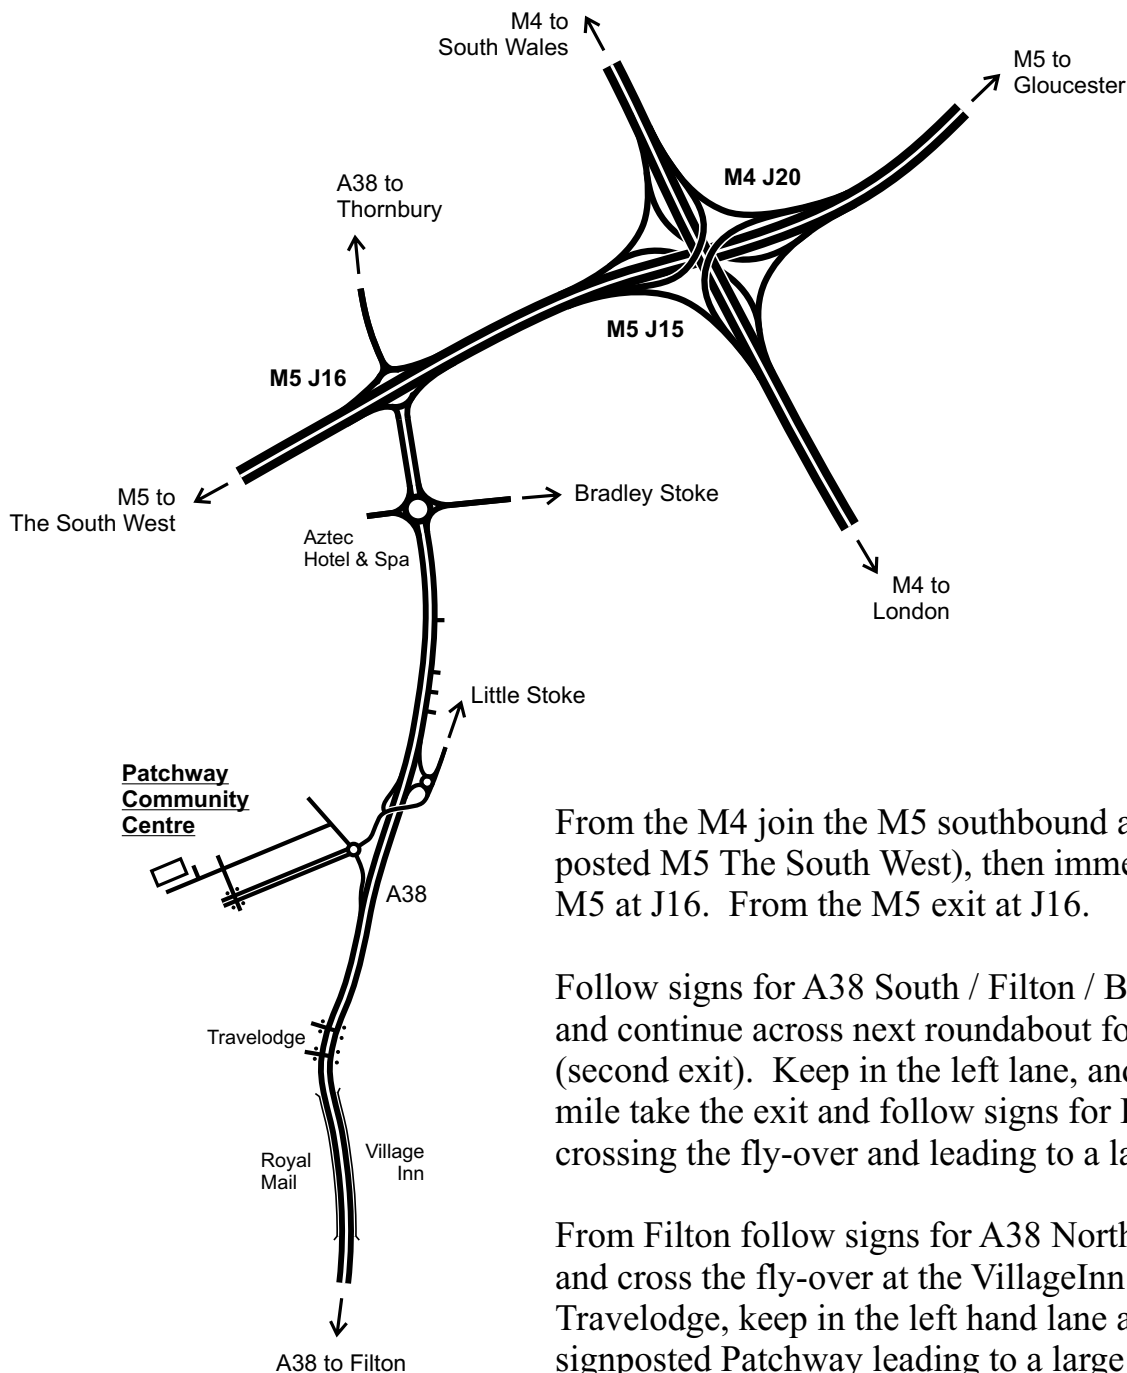 M4 to
South Wales
M5 to
Gloucester
M4 J20
A38 to
Thornbury
M5 J15
M5 J16
M5 to
The South West
Bradley Stoke
Aztec
Hotel & Spa
M4 to
London
Little Stoke
Patchway
Community
Centre
A38
Travelodge
Royal
Mail
Village
Inn
A38 to Filton
From the M4 join the M5 southbound
posted M5 The South West), then
M5 at J16.  From the M5 exit at J16.
Follow signs for A38 South / Filton /
and continue across next roundabout
(second exit).  Keep in the left lane, and
mile take the exit and follow signs for
crossing the fly-over and leading to a
From Filton follow signs for A38 North
and cross the fly-over at the VillageInn
Travelodge, keep in the left hand lane
signposted Patchway leading to a large